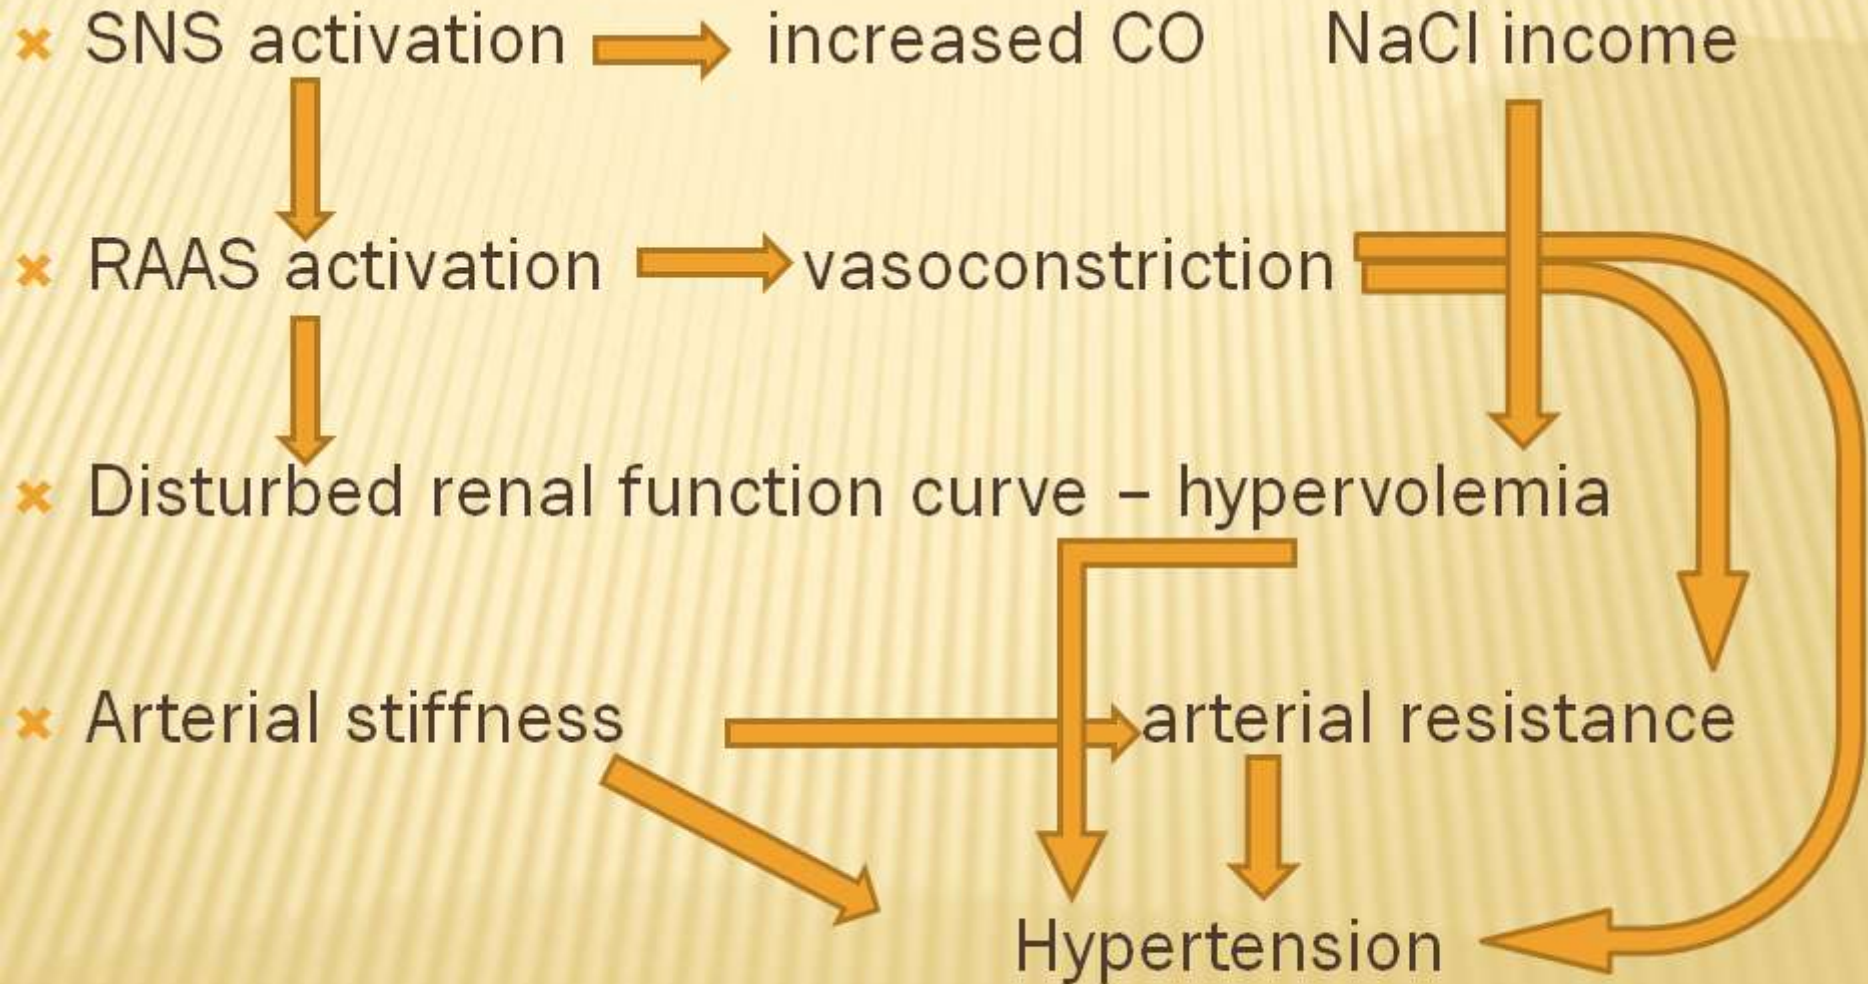 SNS activation increased CO NaCl income
RAAS activation vasoconstriction
Disturbed renal function curve – hypervolemia
Arterial stiffness arterial resistance
Hypertension